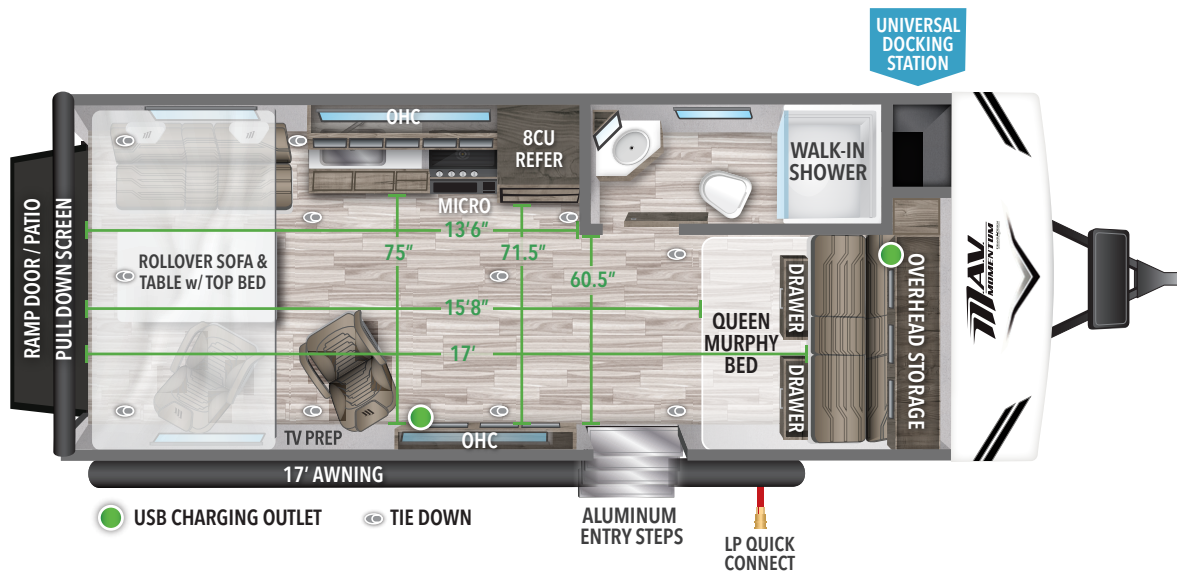 UNIVERSAL
DOCKING
STATION
OHC
8CU
REFER
WALK-IN
SHOWER
MICRO
13'6"
75"
71.5"
60.5"
RAMP DOOR / PATIO
PULL DOWN SCREEN
ROLLOVER SOFA &
TABLE w/ TOP BED
15'8"
17'
QUEEN
MURPHY
BED
DRAWER
DRAWER
OVERHEAD STORAGE
MAV
MOMENTUM
TV PREP
OHC
17' AWNING
USB CHARGING OUTLET
TIE DOWN
ALUMINUM
ENTRY STEPS
LP QUICK
CONNECT